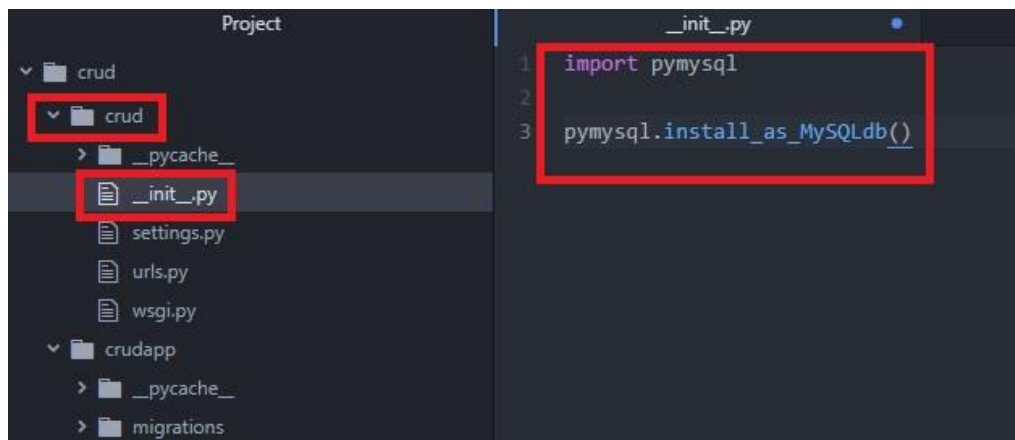 Project
crud
crud
__pycache__
__init__.py
settings.py
urls.py
wsgi.py
crudapp
__pycache__
migrations
__init__.py
1 import pymysql
2
3 pymysql.install_as_MySQLdb()